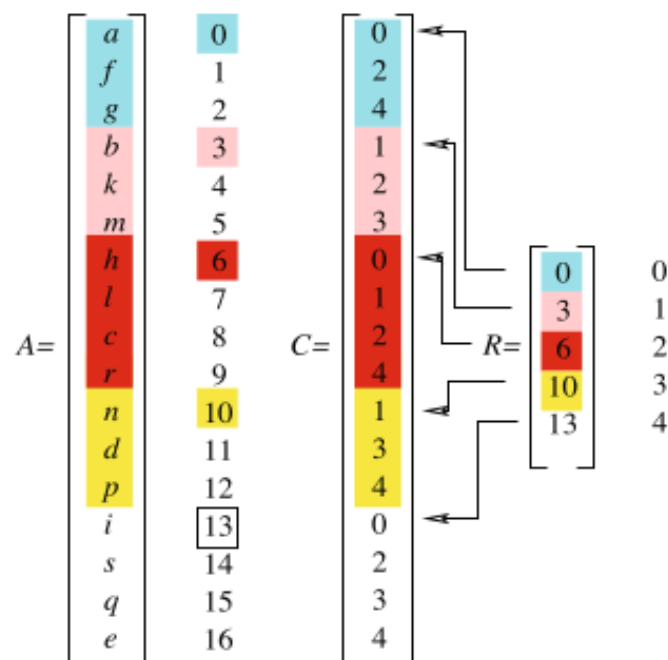 a 0 0
f 1 2
g 2 4
b 3 1
k 4 2
m 5 3
h 6 0 0 0
l 7 1 3 1
A= c 8 C= 2 R= 6 2
r 9 4 10 3
n 10 1 13 4
d 11 3
p 12 4
i 13 0
s 14 2
q 15 3
e 16 4